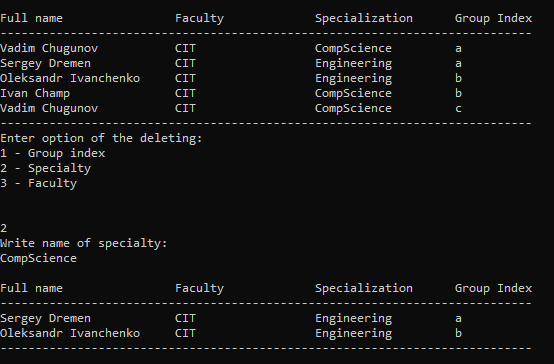 Full name Faculty Specialization Group Index
----------------------------------------------------------------------------
Vadim Chugunov CIT CompScience a
Sergey Dremen CIT Engineering a
Oleksandr Ivanchenko CIT Engineering b
Ivan Champ CIT CompScience b
Vadim Chugunov CIT CompScience c
----------------------------------------------------------------------------
Enter option of the deleting:
1 - Group index
2 - Specialty
3 - Faculty
2
Write name of specialty:
CompScience
Full name Faculty Specialization Group Index
----------------------------------------------------------------------------
Sergey Dremen CIT Engineering a
Oleksandr Ivanchenko CIT Engineering b
----------------------------------------------------------------------------